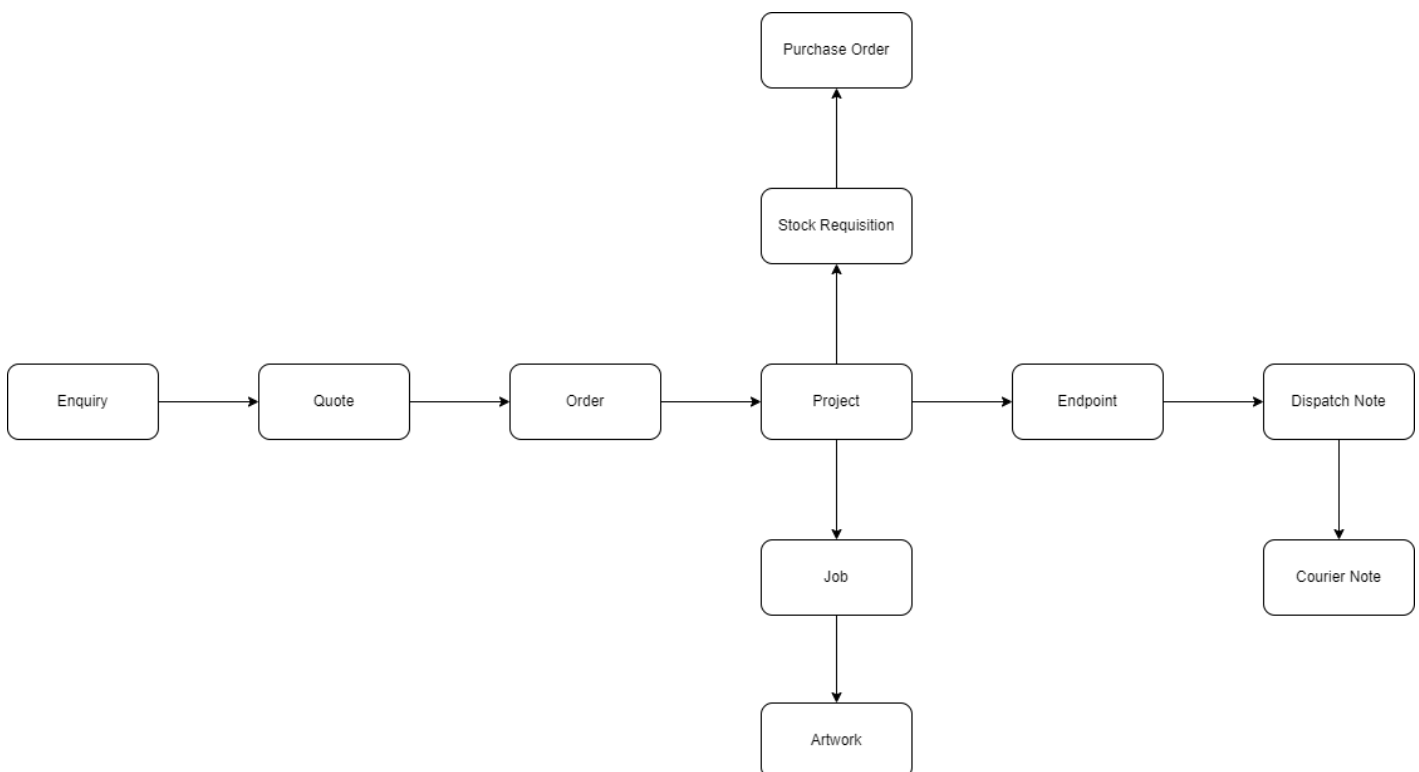 Purchase Order
Stock Requisition
Enquiry
Quote
Order
Project
Endpoint
Dispatch Note
Job
Courier Note
Artwork